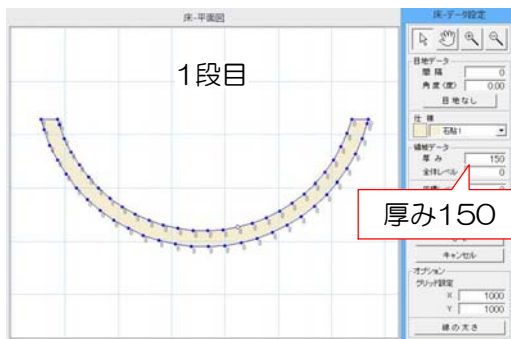 床-平面図
床-データ設定
1段目
目地データ
間隔 0
角度(度) 0.00
目地なし
仕様
石貼1
領域データ
厚み 150
全体レベル 0
厚み150
キャンセル
オプション
グリッド設定
X 1000
Y 1000
線の太さ